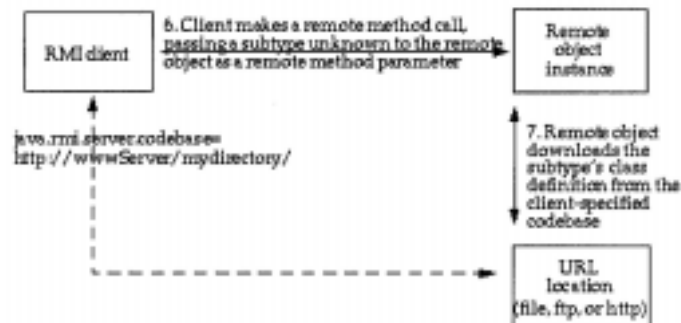 RMI client
6. Client makes a remote method call,
passing a subtype unknown to the remote
object as a remote method parameter
Remote
object
instance
java.rmi.server.codebase=
http://wwwServer/mydirectory/
7. Remote object
downloads the
subtype's class
definition from the
client-specified
codebase
URL
location
(file, ftp, or http)